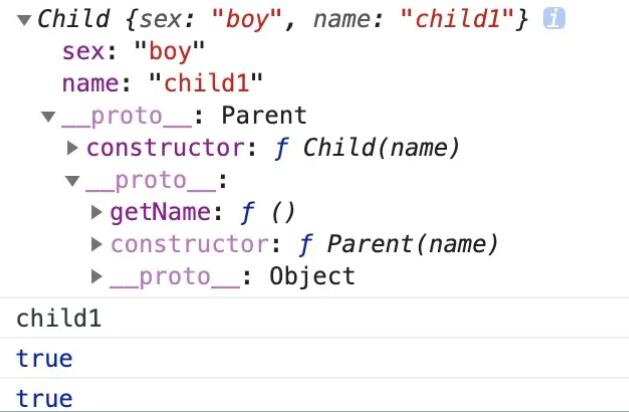 ▼Child {sex: "boy", name: "child1"} i
sex: "boy"
name: "child1"
▼__proto__: Parent
▶constructor: ƒ Child(name)
▼__proto__:
▶getName: ƒ ()
▶constructor: ƒ Parent(name)
▶__proto__: Object
child1
true
true